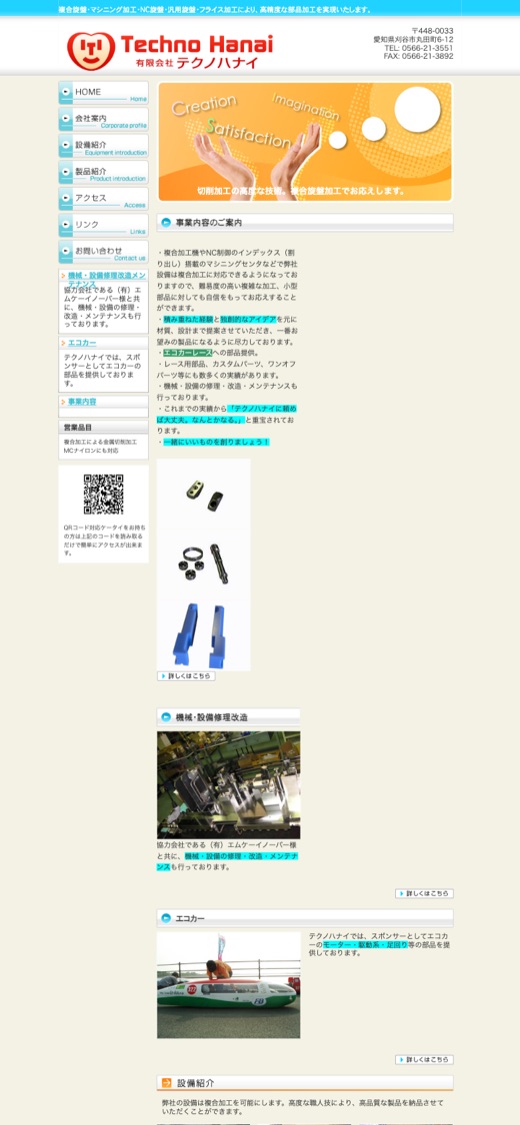 複合旋盤・マシニング加工・NC旋盤・汎用旋盤・フライス加工により、高精度な部品加工を実現いたします。
Techno Hanai
有限会社 テクノハナイ
〒448-0033
愛知県刈谷市丸田町6-12
TEL: 0566-21-3551
FAX: 0566-21-3892
HOME
Home
会社案内
Corporate profile
設備紹介
Equipment introduction
製品紹介
Product introduction
アクセス
Access
リンク
Links
お問い合わせ
Contact us
機械・設備修理改造メン
テナンス
協力会社である（有）エ
ムケーイノーバー様と共
に、機械・設備の修理・
改造・メンテナンスも行
っております。
エコカー
テクノハナイでは、スポ
ンサーとしてエコカーの
部品を提供しておりま
す。
事業内容
営業品目
複合加工による金属切削加工
MCナイロンにも対応
QRコード対応ケータイをお持ち
の方は上記のコードを読み取る
だけで簡単にアクセスが出来ま
す。
Creation
Imagination
Satisfaction
切削加工の高度な技術。複合旋盤加工でお応えします。
事業内容のご案内
・複合加工機やNC制御のインデックス（割
り出し）搭載のマシニングセンタなどで弊社
設備は複合加工に対応できるようになってお
りますので、難易度の高い複雑な加工、小型
部品に対しても自信をもってお応えすること
ができます。
・積み重ねた経験と独創的なアイデアを元に
材質、設計まで提案させていただき、一番お
望みの製品になるように尽力しております。
・エコカーレースへの部品提供。
・レース用部品、カスタムパーツ、ワンオフ
パーツ等にも数多くの実績があります。
・機械・設備の修理・改造・メンテナンスも
行っております。
・これまでの実績から「テクノハナイに頼め
ば大丈夫。なんとかなる。」と重宝されてお
ります。
・一緒にいいものを創りましょう！
詳しくはこちら
機械・設備修理改造
協力会社である（有）エムケーイノーバー様
と共に、機械・設備の修理・改造・メンテナ
ンスも行っております。
詳しくはこちら
エコカー
テクノハナイでは、スポンサーとしてエコカ
ーのモーター・駆動系・足回り等の部品を提
供しております。
詳しくはこちら
設備紹介
弊社の設備は複合加工を可能にします。高度な職人技により、高品質な製品を納品させて
いただくことができます。